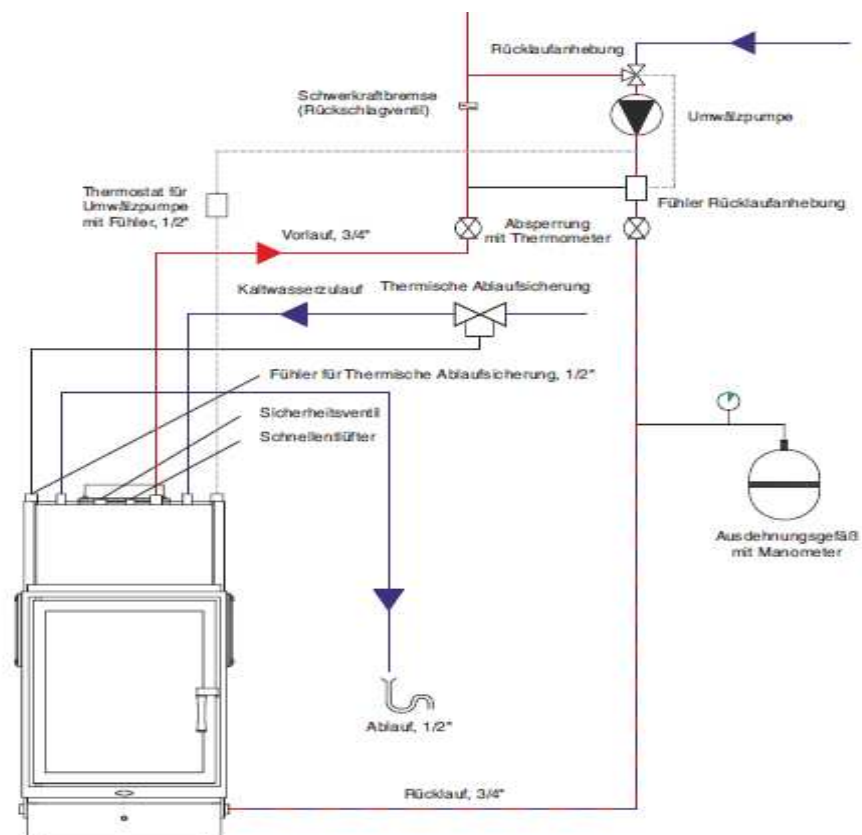 Rücklaufanhebung
Schwerkraftbremse
(Rückschlagventil)
Umwälzpumpe
Thermostat für
Umwälzpumpe
mit Fühler, 1/2"
Fühler Rücklaufanhebung
Absperrung
mit Thermometer
Vorlauf, 3/4"
Kaltwasserzulauf
Thermische Ablaufsicherung
Fühler für Thermische Ablaufsicherung, 1/2"
Sicherheitsventil
Schnellentlüfter
Ausdehnungsgefäß
mit Manometer
Ablauf, 1/2"
Rücklauf, 3/4"